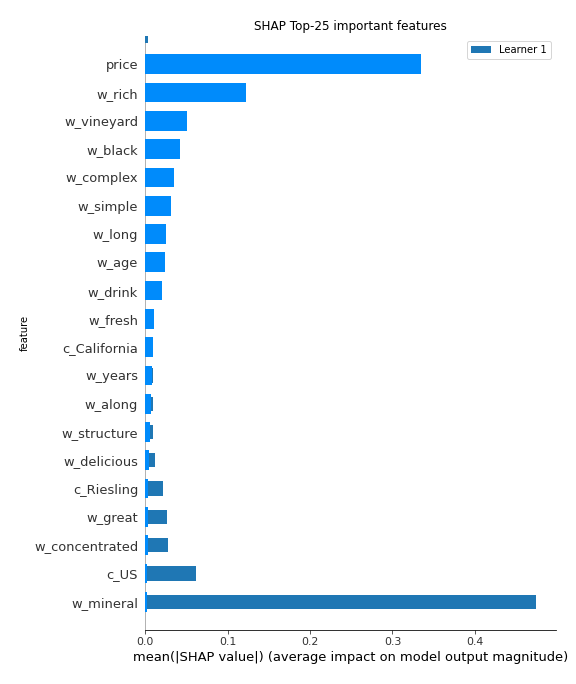 SHAP Top-25 important features
Learner 1
price
w_rich
w_vineyard
w_black
w_complex
w_simple
w_long
w_age
w_drink
w_fresh
c_California
w_years
w_along
w_structure
w_delicious
c_Riesling
w_great
w_concentrated
c_US
w_mineral
feature
0.0 0.1 0.2 0.3 0.4
mean(|SHAP value|) (average impact on model output magnitude)